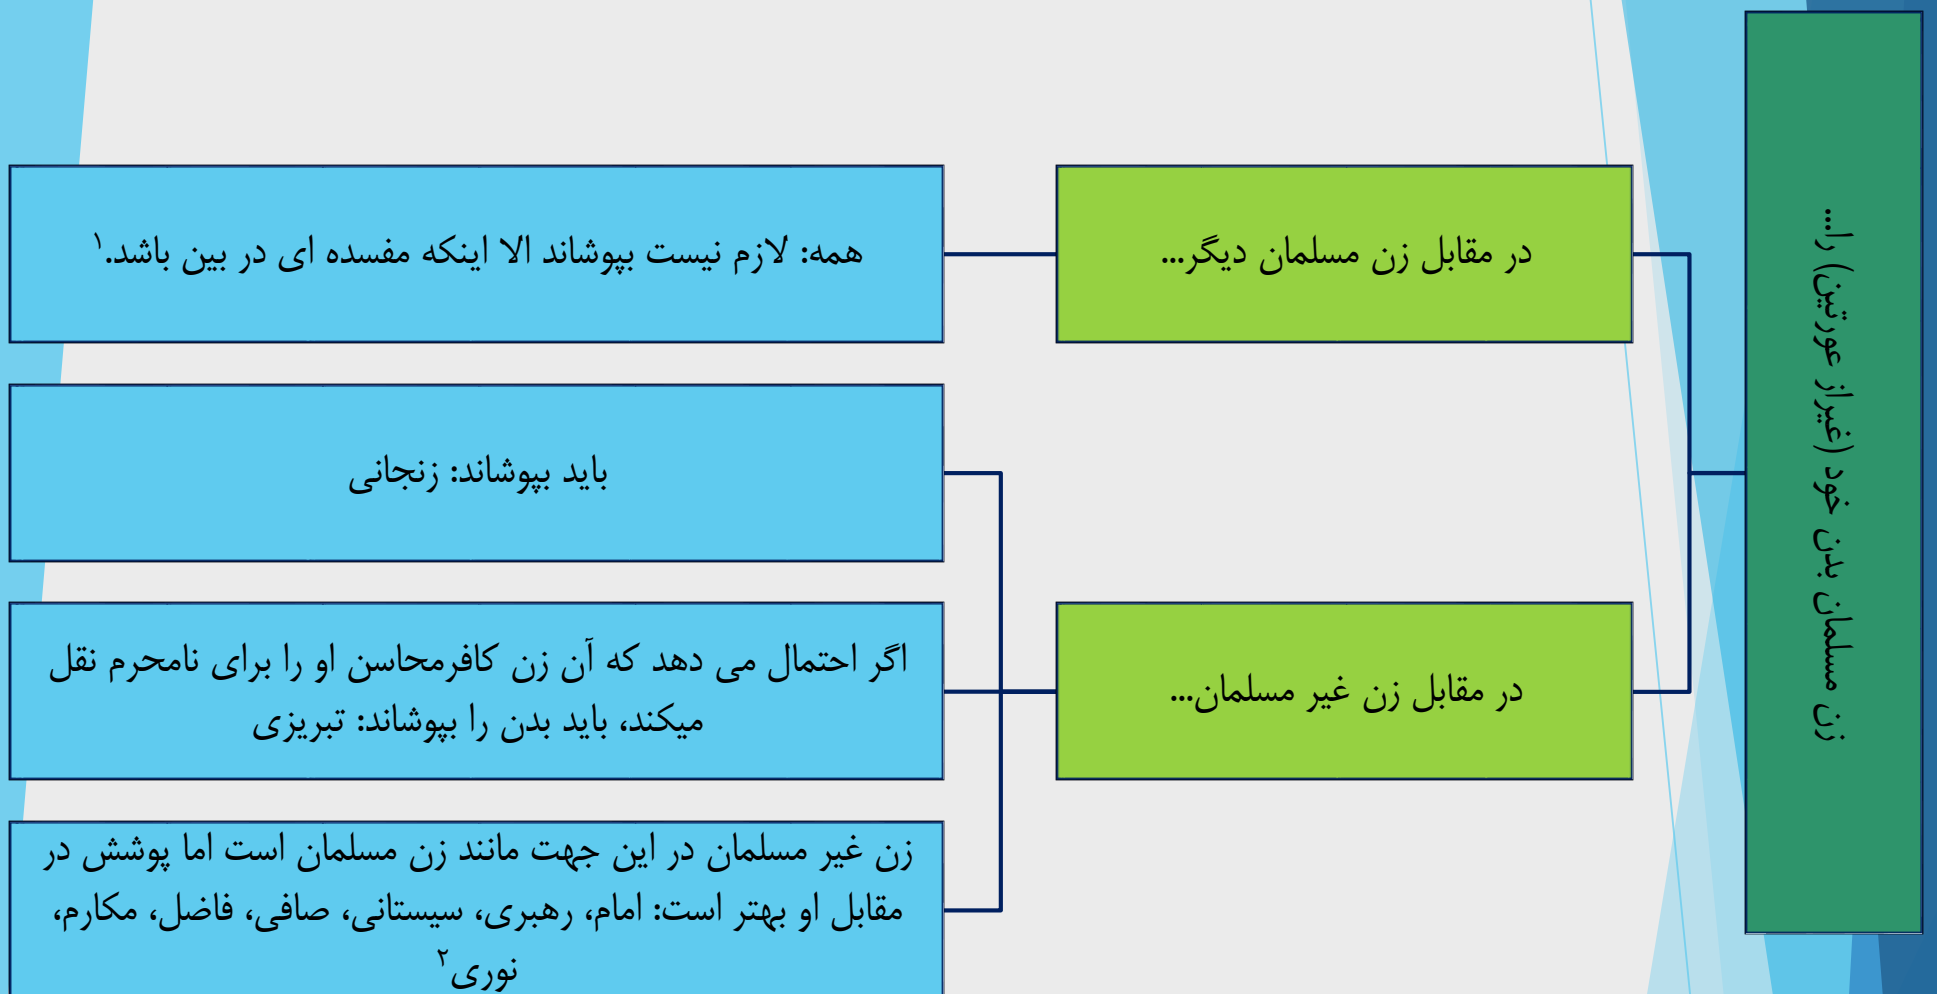 زن مسلمان بدن خود (غیراز عورتین) را...
در مقابل زن مسلمان دیگر...
همه: لازم نیست بپوشاند الا اینکه مفسده ای در بین باشد.۱
در مقابل زن غیر مسلمان...
باید بپوشاند: زنجانی
اگر احتمال می دهد که آن زن کافرمحاسن او را برای نامحرم نقل
میکند، باید بدن را بپوشاند: تبریزی
زن غیر مسلمان در این جهت مانند زن مسلمان است اما پوشش در
مقابل او بهتر است: امام، رهبری، سیستانی، صافی، فاضل، مکارم،
نوری۲